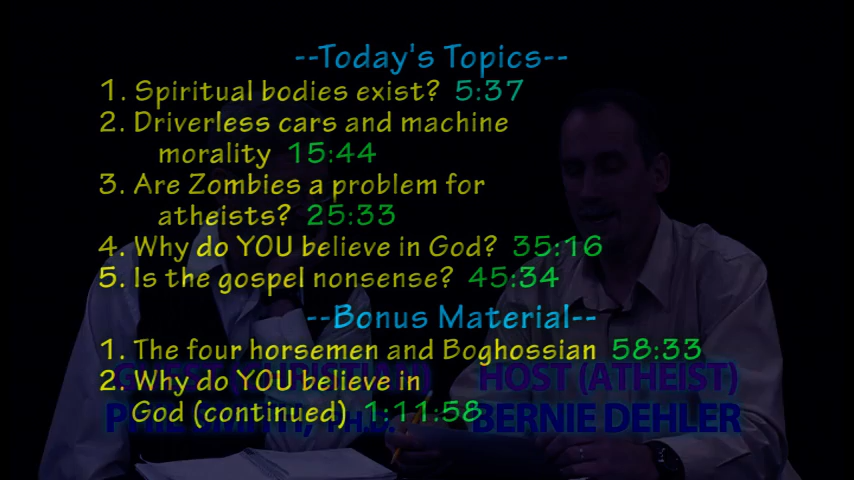 --Today's Topics--
1. Spiritual bodies exist? 5:37
2. Driverless cars and machine
morality 15:44
3. Are Zombies a problem for
atheists? 25:33
4. Why do YOU believe in God? 35:16
5. Is the gospel nonsense? 45:34
--Bonus Material--
1. The four horsemen and Boghossian 58:33
2. Why do YOU believe in
God (continued) 1:11:58
HOST (ATHEIST)
BERNIE DEHLER